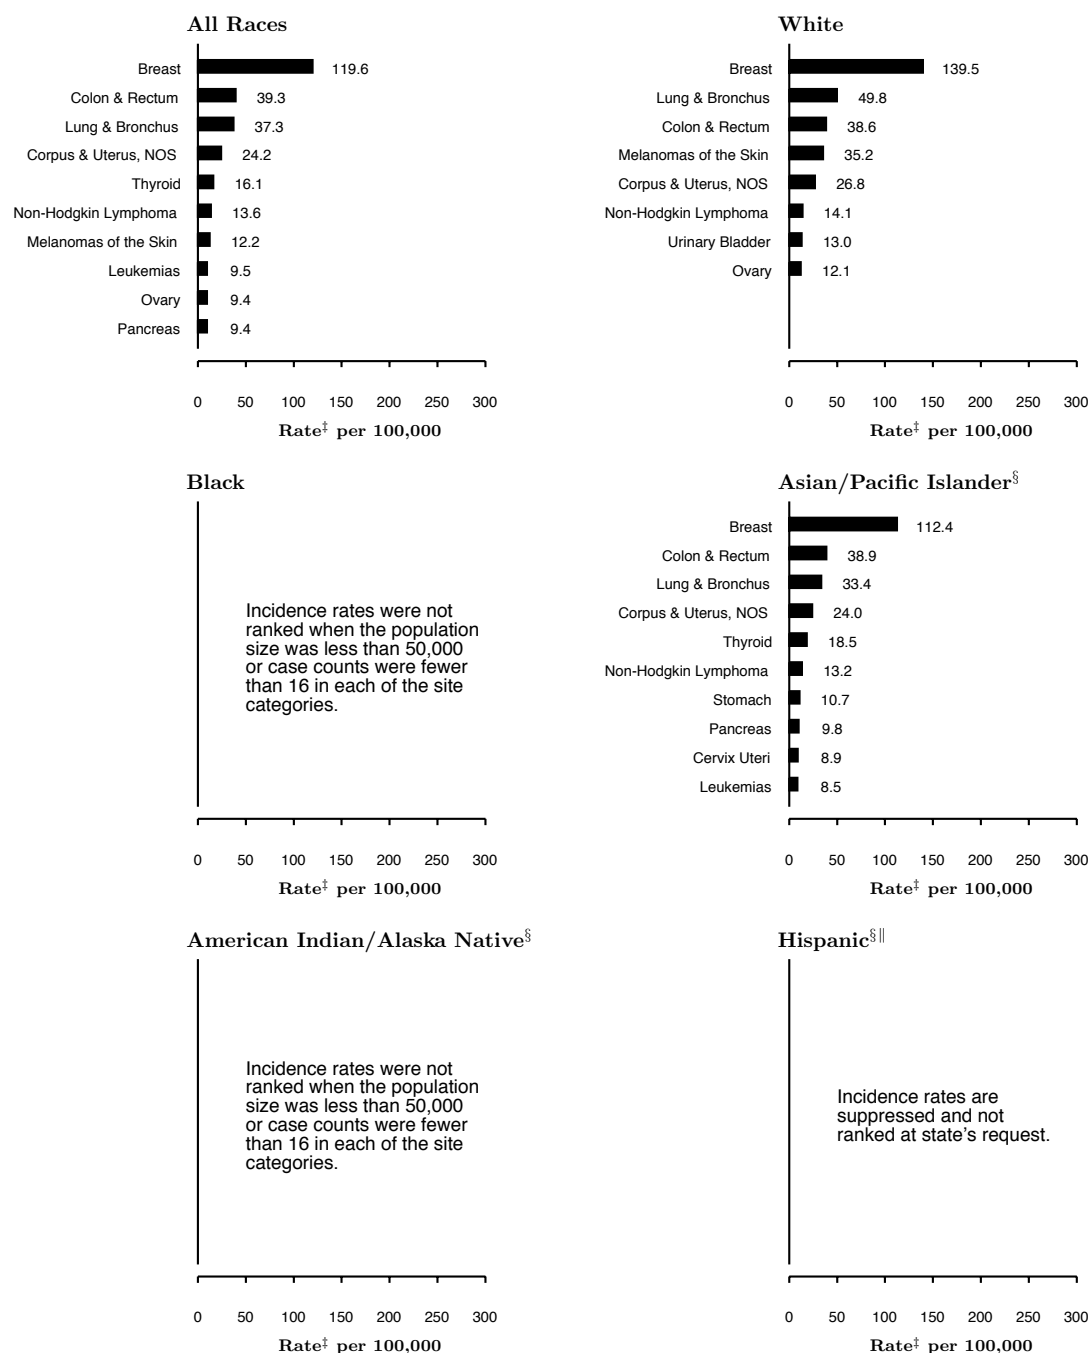 All Races
Breast 119.6
Colon & Rectum 39.3
Lung & Bronchus 37.3
Corpus & Uterus, NOS 24.2
Thyroid 16.1
Non-Hodgkin Lymphoma 13.6
Melanomas of the Skin 12.2
Leukemias 9.5
Ovary 9.4
Pancreas 9.4
0 50 100 150 200 250 300
Rate‡ per 100,000
White
Breast 139.5
Lung & Bronchus 49.8
Colon & Rectum 38.6
Melanomas of the Skin 35.2
Corpus & Uterus, NOS 26.8
Non-Hodgkin Lymphoma 14.1
Urinary Bladder 13.0
Ovary 12.1
0 50 100 150 200 250 300
Rate‡ per 100,000
Black
Incidence rates were not
ranked when the population
size was less than 50,000
or case counts were fewer
than 16 in each of the site
categories.
0 50 100 150 200 250 300
Rate‡ per 100,000
Asian/Pacific Islander§
Breast 112.4
Colon & Rectum 38.9
Lung & Bronchus 33.4
Corpus & Uterus, NOS 24.0
Thyroid 18.5
Non-Hodgkin Lymphoma 13.2
Stomach 10.7
Pancreas 9.8
Cervix Uteri 8.9
Leukemias 8.5
0 50 100 150 200 250 300
Rate‡ per 100,000
American Indian/Alaska Native§
Incidence rates were not
ranked when the population
size was less than 50,000
or case counts were fewer
than 16 in each of the site
categories.
0 50 100 150 200 250 300
Rate‡ per 100,000
Hispanic§‖
Incidence rates are
suppressed and not
ranked at state’s request.
0 50 100 150 200 250 300
Rate‡ per 100,000